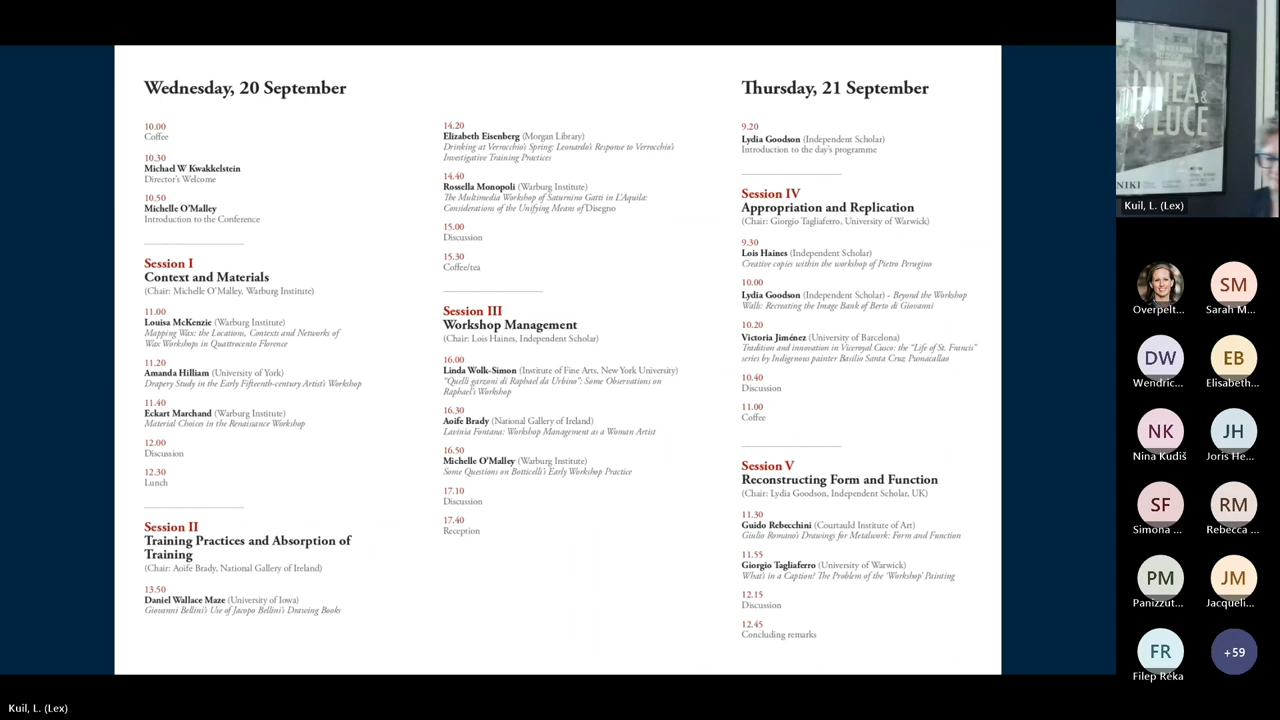 Wednesday, 20 September
10.00
Coffee
10.30
Michael W Kwakkelstein
Director's Welcome
10.50
Michelle O'Malley
Introduction to the Conference
Session I
Context and Materials
(Chair: Michelle O'Malley, Warburg Institute)
11.00
Louisa McKenzie (Warburg Institute)
Mapping Wax: the Locations, Contexts and Networks of
Wax Workshops in Quattrocento Florence
11.20
Amanda Hilliam (University of York)
Drapery Study in the Early Fifteenth-century Artist's Workshop
11.40
Eckart Marchand (Warburg Institute)
Material Choices in the Renaissance Workshop
12.00
Discussion
12.30
Lunch
Session II
Training Practices and Absorption of
Training
(Chair: Aoife Brady, National Gallery of Ireland)
13.50
Daniel Wallace Maze (University of Iowa)
Giovanni Bellini's Use of Jacopo Bellini's Drawing Books
14.20
Elizabeth Eisenberg (Morgan Library)
Drinking at Verrocchio's Spring: Leonardo's Response to Verrocchio's
Investigative Training Practices
14.40
Rossella Monopoli (Warburg Institute)
The Multimedia Workshop of Saturnino Gatti in L'Aquila:
Considerations of the Unifying Means of Disegno
15.00
Discussion
15.30
Coffee/tea
Session III
Workshop Management
(Chair: Lois Haines, Independent Scholar)
16.00
Linda Wolk-Simon (Institute of Fine Arts, New York University)
"Quelli garzoni di Raphael da Urbino": Some Observations on
Raphael's Workshop
16.30
Aoife Brady (National Gallery of Ireland)
Lavinia Fontana: Workshop Management as a Woman Artist
16.50
Michelle O'Malley (Warburg Institute)
Some Questions on Botticelli's Early Workshop Practice
17.10
Discussion
17.40
Reception
Thursday, 21 September
9.20
Lydia Goodson (Independent Scholar)
Introduction to the day's programme
Session IV
Appropriation and Replication
(Chair: Giorgio Tagliaferro, University of Warwick)
9.30
Lois Haines (Independent Scholar)
Creative copies within the workshop of Pietro Perugino
10.00
Lydia Goodson (Independent Scholar) - Beyond the Workshop
Walls: Recreating the Image Bank of Berto di Giovanni
10.20
Victoria Jiménez (University of Barcelona)
Tradition and innovation in Viceroyal Cusco: the "Life of St. Francis"
series by Indigenous painter Basilio Santa Cruz Pumacallao
10.40
Discussion
11.00
Coffee
Session V
Reconstructing Form and Function
(Chair: Lydia Goodson, Independent Scholar, UK)
11.30
Guido Rebecchini (Courtauld Institute of Art)
Giulio Romano's Drawings for Metalwork: Form and Function
11.55
Giorgio Tagliaferro (University of Warwick)
What's in a Caption? The Problem of the 'Workshop' Painting
12.15
Discussion
12.45
Concluding remarks
LINEA &
LUCE
NIKI
Kuil, L. (Lex)
Overpelt...
SM
Sarah M...
DW
Wendric...
EB
Elisabeth...
NK
Nina Kudiš
JH
Joris He...
SF
Simona ...
RM
Rebecca ...
PM
Panizzut...
JM
Jacqueli...
FR
Filep Réka
+59
Kuil, L. (Lex)